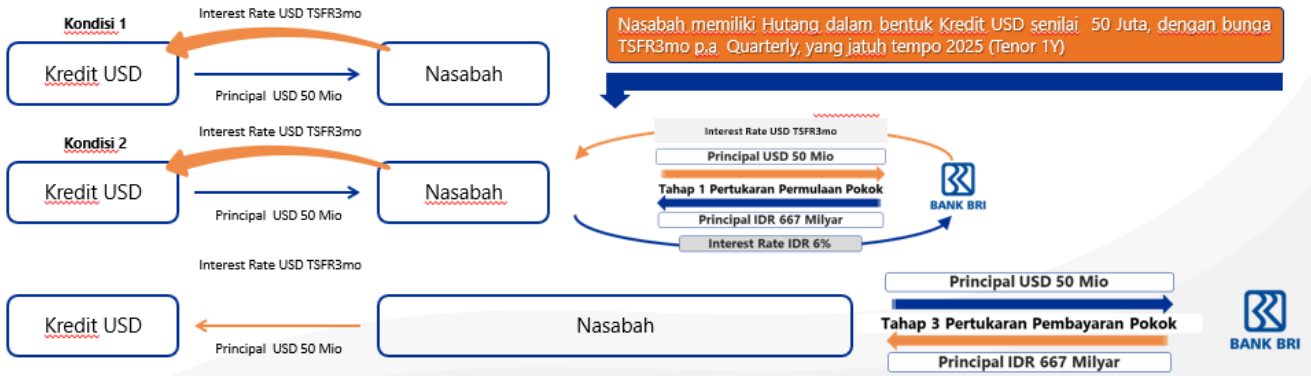 Kondisi 1
Interest Rate USD TSFR3mo
Kredit USD
Nasabah
Principal  USD 50 Mio
Nasabah memiliki Hutang dalam bentuk Kredit USD senilai  50 Juta, dengan bunga
TSFR3mo p.a  Quarterly, yang jatuh tempo 2025 (Tenor 1Y)
Kondisi 2
Interest Rate USD TSFR3mo
Kredit USD
Nasabah
Principal  USD 50 Mio
Interest Rate USD TSFR3mo
Principal USD 50 Mio
Tahap 1 Pertukaran Permulaan Pokok
Principal IDR 667 Milyar
Interest Rate IDR 6%
BANK BRI
Interest Rate USD TSFR3mo
Kredit USD
Nasabah
Principal  USD 50 Mio
Principal USD 50 Mio
Tahap 3 Pertukaran Pembayaran Pokok
Principal IDR 667 Milyar
BANK BRI